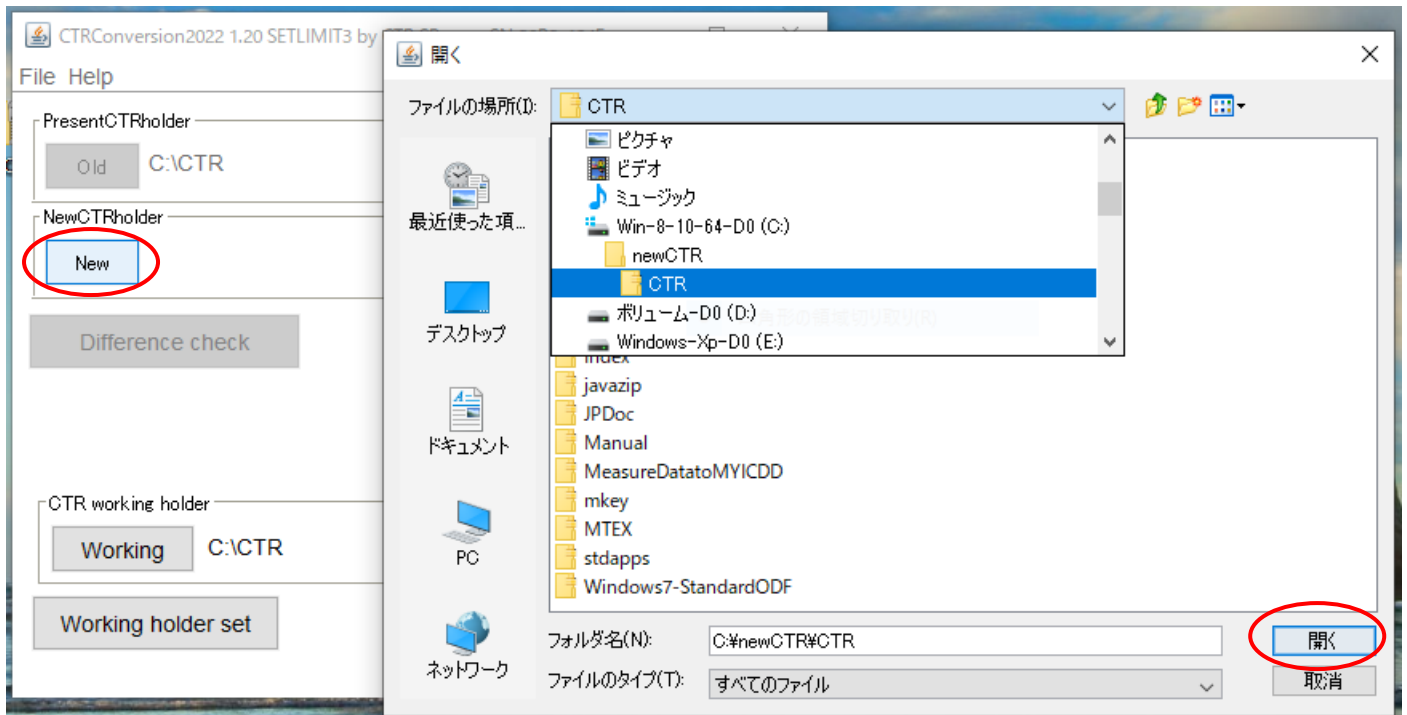 CTRConversion2022 1.20 SETLIMIT3 by
File Help
PresentCTRholder
Old C:\CTR
NewCTRholder
New
Difference check
CTR working holder
Working C:\CTR
Working holder set
開く
ファイルの場所(I): CTR
ピクチャ
ビデオ
ミュージック
Win-8-10-64-D0 (C:)
newCTR
CTR
ボリューム-D0 (D:)
Windows-Xp-D0 (E:)
index
javazip
JPDoc
Manual
MeasureDatatoMYICDD
mkey
MTEX
stdapps
Windows7-StandardODF
最近使った項...
デスクトップ
ドキュメント
PC
ネットワーク
フォルダ名(N): C:¥newCTR¥CTR
開く
ファイルのタイプ(T): すべてのファイル
取消